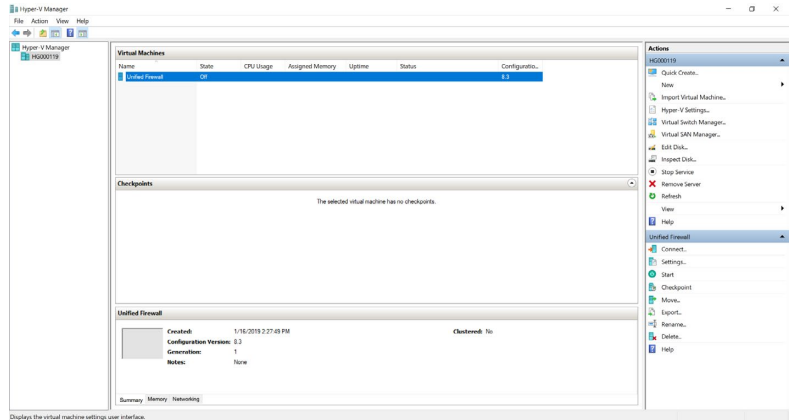 Hyper-V Manager
File Action View Help
Hyper-V Manager
HG000119
Virtual Machines
Name State CPU Usage Assigned Memory Uptime Status Configuratio...
Unified Firewall Off 8.3
Checkpoints
The selected virtual machine has no checkpoints.
Unified Firewall
Created: 1/16/2019 2:27:49 PM Clustered: No
Configuration Version: 8.3
Generation: 1
Notes: None
Summary Memory Networking
Actions
HG000119
Quick Create...
New
Import Virtual Machine...
Hyper-V Settings...
Virtual Switch Manager...
Virtual SAN Manager...
Edit Disk...
Inspect Disk...
Stop Service
Remove Server
Refresh
View
Help
Unified Firewall
Connect...
Settings...
Start
Checkpoint
Move...
Export...
Rename...
Delete...
Help
Displays the virtual machine settings user interface.